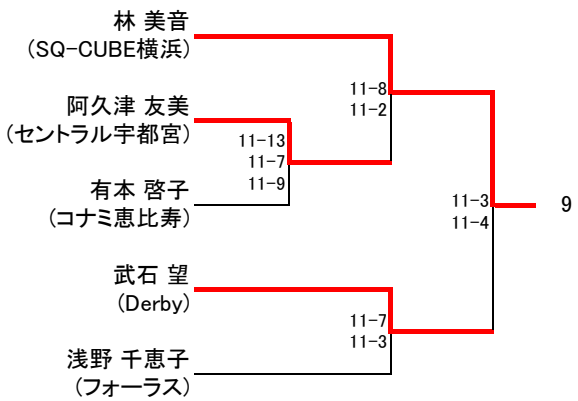 林 美音
(SQ-CUBE横浜)
11-8
11-2
阿久津 友美
(セントラル宇都宮)
11-13
11-7
11-9
有本 啓子
(コナミ恵比寿)
11-3
11-4
9
武石 望
(Derby)
11-7
11-3
浅野 千恵子
(フォーラス)